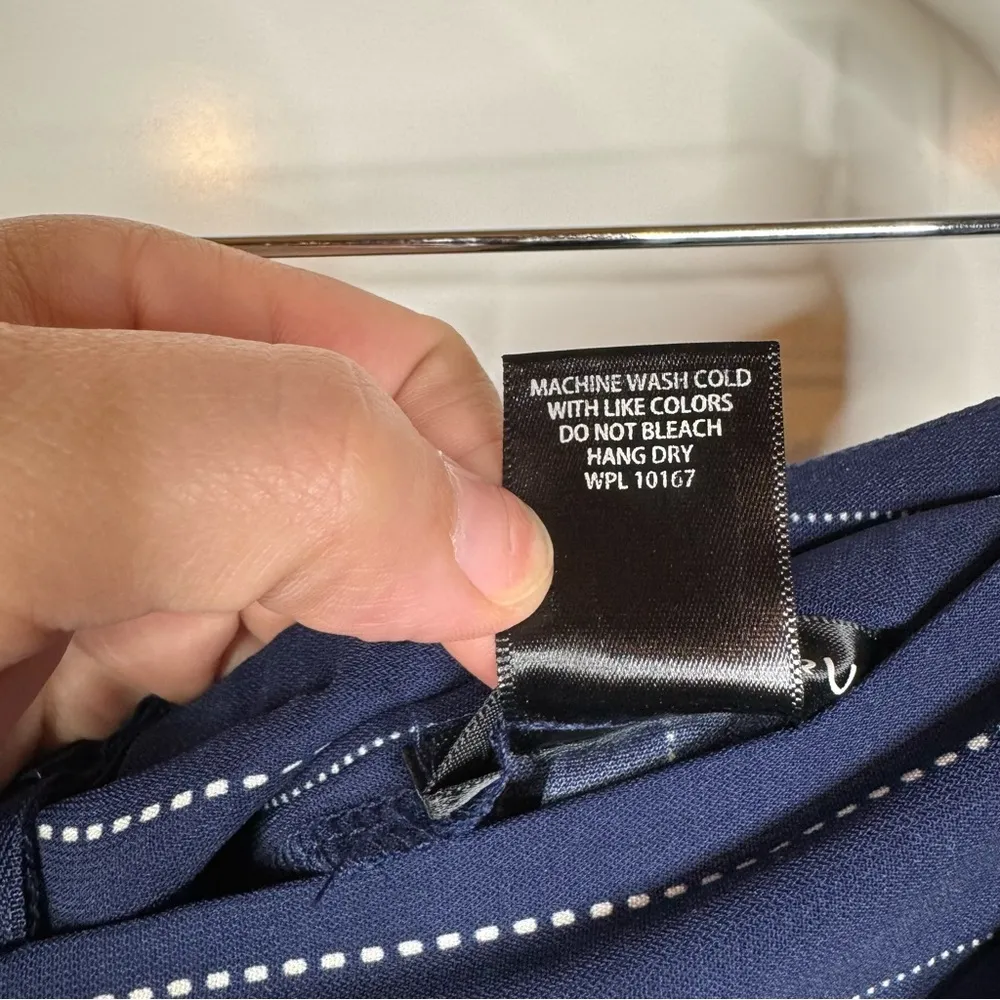 MACHINE WASH COLD
WITH LIKE COLORS
DO NOT BLEACH
HANG DRY
WPL 10167